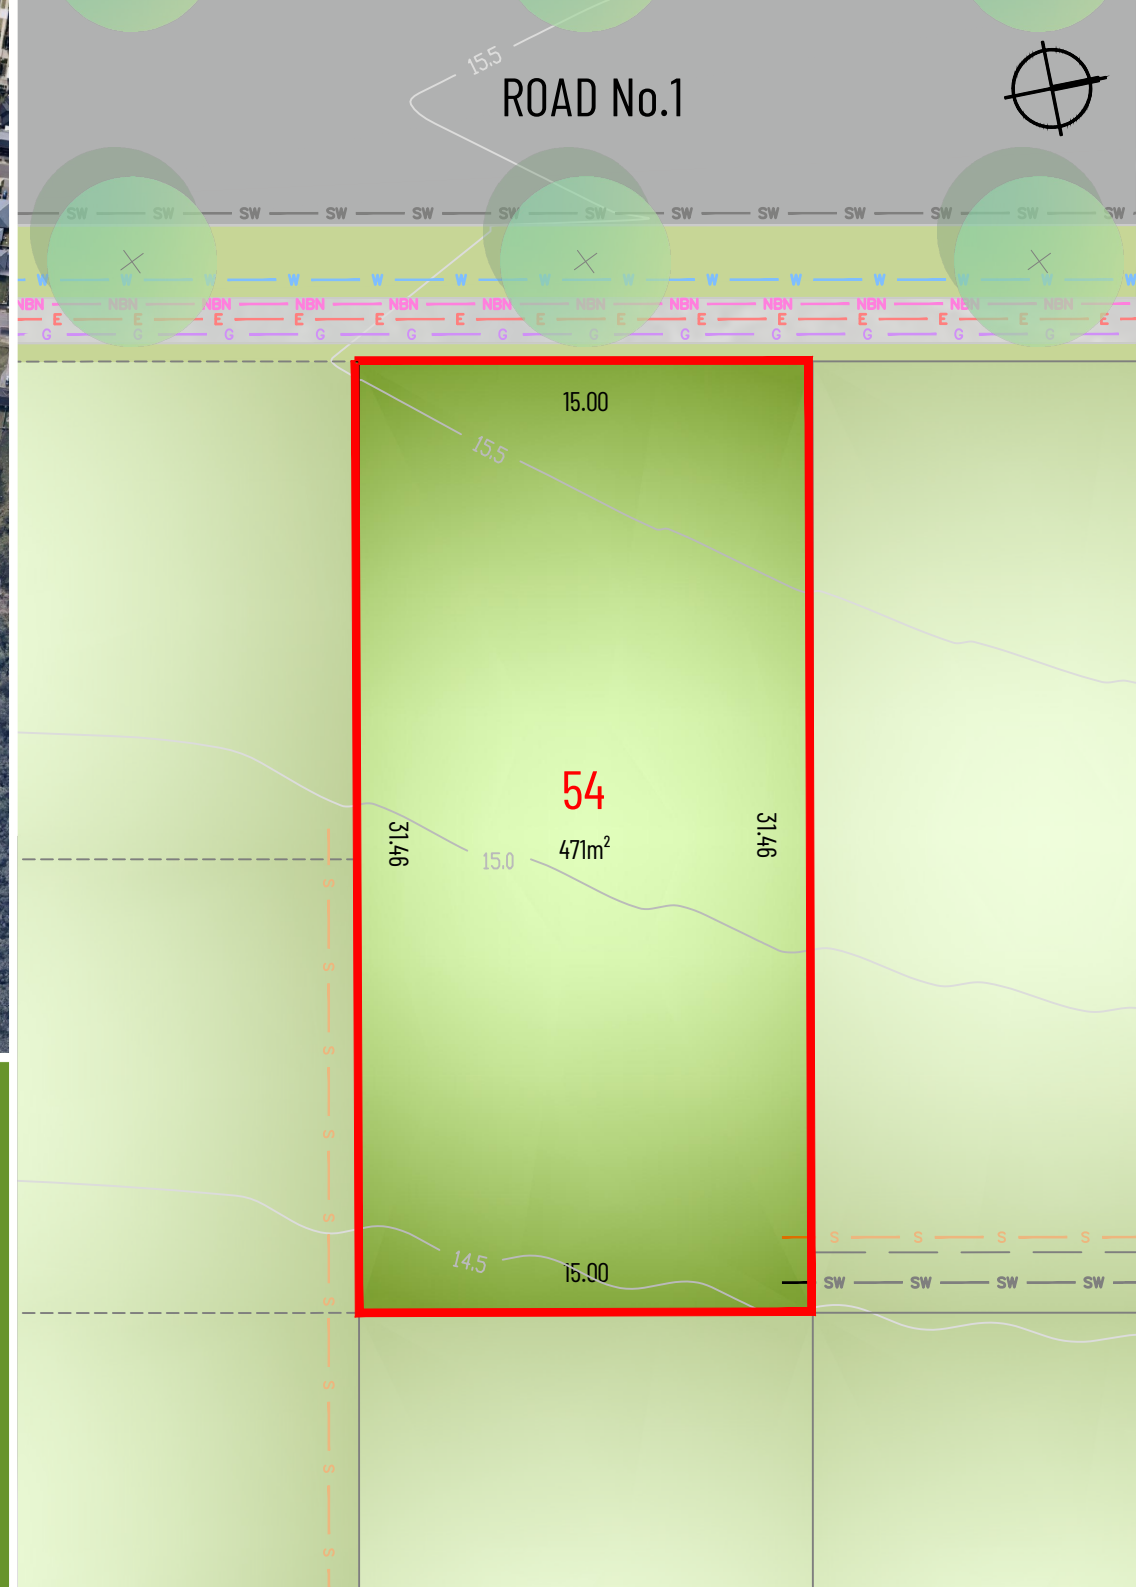 15.5
ROAD No.1
SW SW SW SW SW SW SW SW SW SW SW SW SW
W W W W W W W W W W W W W W
NBN NBN NBN NBN NBN NBN NBN NBN NBN NBN NBN NBN
E E E E E E E E E E E E E E
G G G G G G G G G G G G
15.00
15.5
54
31.46
31.46
471m²
15.0
S
S
S
S
S
S S S S S
14.5
15.00
SW SW SW SW
S
S
S
S